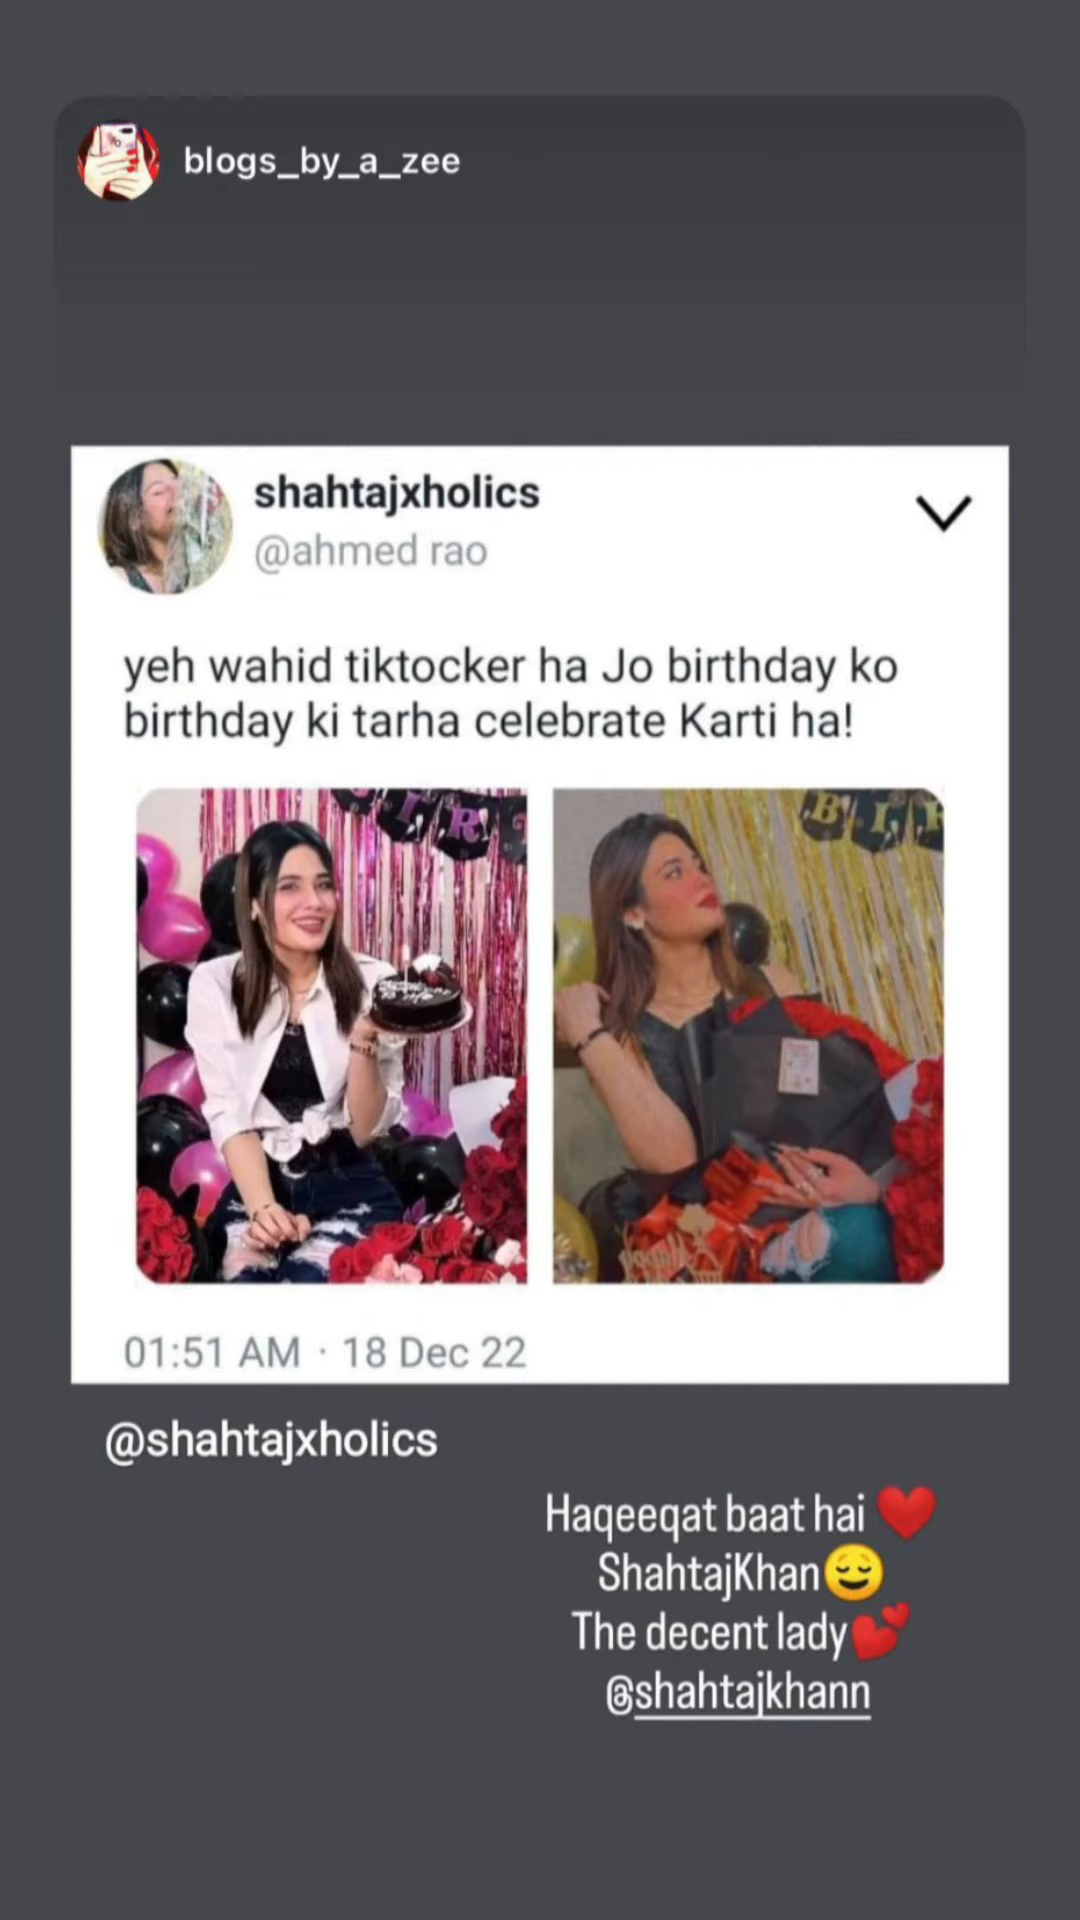 blogs_by_a_zee
shahtajxholics
@ahmed rao
yeh wahid tiktocker ha Jo birthday ko
birthday ki tarha celebrate Karti ha!
01:51 AM · 18 Dec 22
@shahtajxholics
Haqeeqat baat hai ❤️
ShahtajKhan😌
The decent lady💕
@shahtajkhann